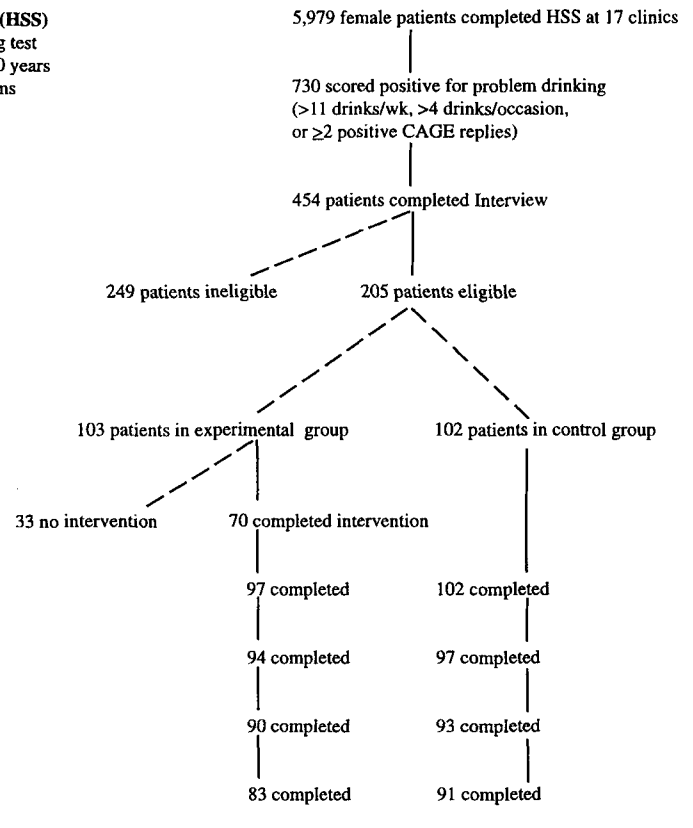 (HSS)
g test
0 years
ns
5,979 female patients completed HSS at 17 clinics
730 scored positive for problem drinking
(>11 drinks/wk, >4 drinks/occasion,
or ≥2 positive CAGE replies)
454 patients completed Interview
249 patients ineligible
205 patients eligible
103 patients in experimental group
102 patients in control group
33 no intervention
70 completed intervention
97 completed
102 completed
94 completed
97 completed
90 completed
93 completed
83 completed
91 completed